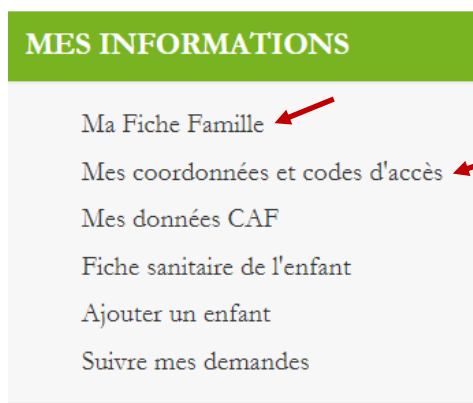 MES INFORMATIONS
Ma Fiche Famille
Mes coordonnées et codes d'accès
Mes données CAF
Fiche sanitaire de l'enfant
Ajouter un enfant
Suivre mes demandes